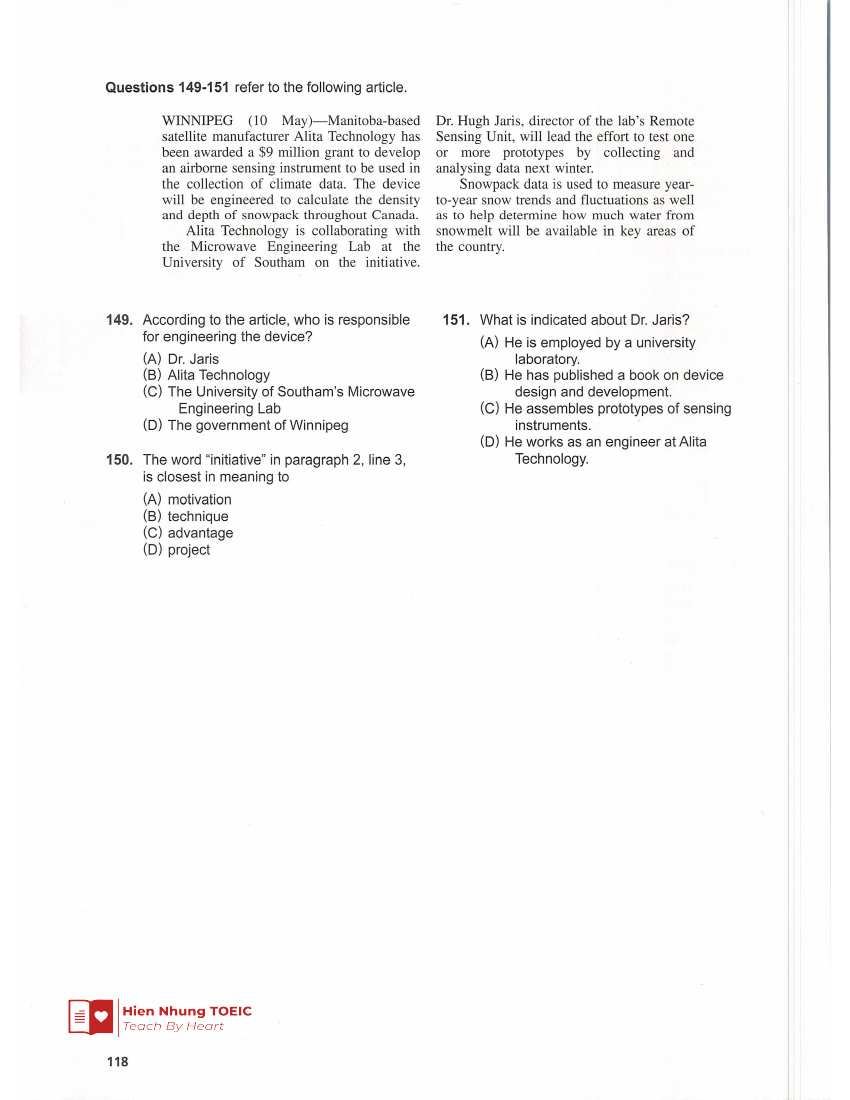 Questions 149-151 refer to the following article.
WINNIPEG (10 May)—Manitoba-based
satellite manufacturer Alita Technology has
been awarded a $9 million grant to develop
an airborne sensing instrument to be used in
the collection of climate data. The device
will be engineered to calculate the density
and depth of snowpack throughout Canada.
Alita Technology is collaborating with
the Microwave Engineering Lab at the
University of Southam on the initiative.
Dr. Hugh Jaris, director of the lab's Remote
Sensing Unit, will lead the effort to test one
or more prototypes by collecting and
analysing data next winter.
Snowpack data is used to measure year-
to-year snow trends and fluctuations as well
as to help determine how much water from
snowmelt will be available in key areas of
the country.
149. According to the article, who is responsible
for engineering the device?
(A) Dr. Jaris
(B) Alita Technology
(C) The University of Southam's Microwave
Engineering Lab
(D) The government of Winnipeg
150. The word “initiative” in paragraph 2, line 3,
is closest in meaning to
(A) motivation
(B) technique
(C) advantage
(D) project
151. What is indicated about Dr. Jaris?
(A) He is employed by a university
laboratory.
(B) He has published a book on device
design and development.
(C) He assembles prototypes of sensing
instruments.
(D) He works as an engineer at Alita
Technology.
Hien Nhung TOEIC
Teach By Heart
118